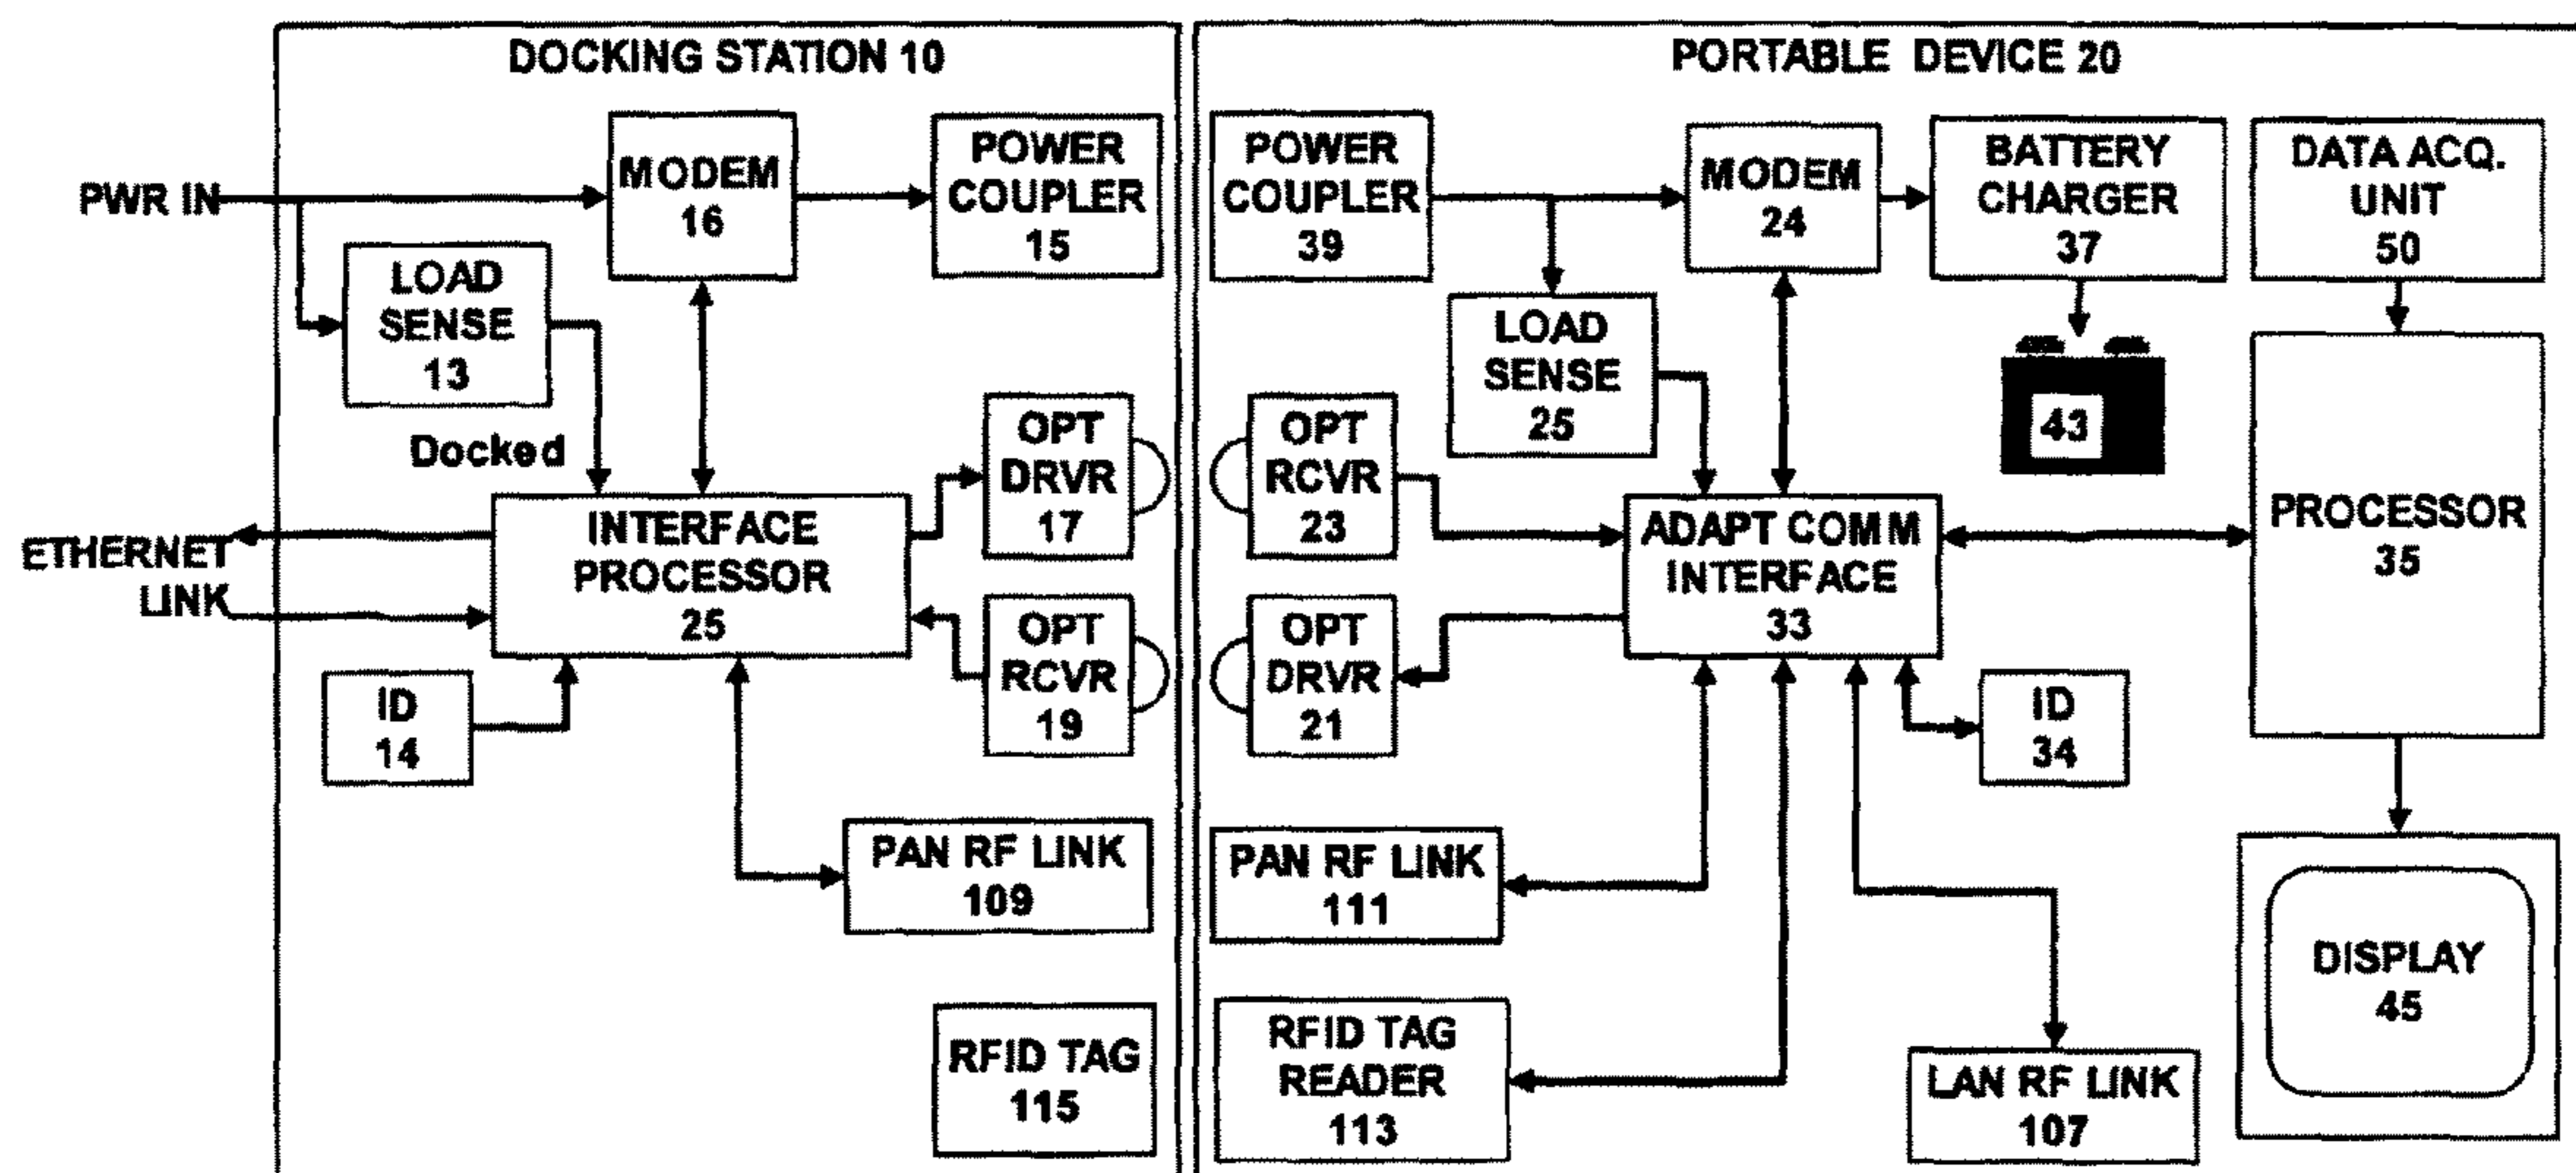 DOCKING STATION 10
PWR IN
MODEM
16
POWER
COUPLER
15
LOAD
SENSE
13
Docked
OPT
DRVR
17
ETHERNET
LINK
INTERFACE
PROCESSOR
25
OPT
RCVR
19
ID
14
PAN RF LINK
109
RFID TAG
115
PORTABLE DEVICE 20
POWER
COUPLER
39
MODEM
24
BATTERY
CHARGER
37
DATA ACQ.
UNIT
50
LOAD
SENSE
25
43
OPT
RCVR
23
ADAPT COMM
INTERFACE
33
PROCESSOR
35
OPT
DRVR
21
ID
34
PAN RF LINK
111
RFID TAG
READER
113
LAN RF LINK
107
DISPLAY
45